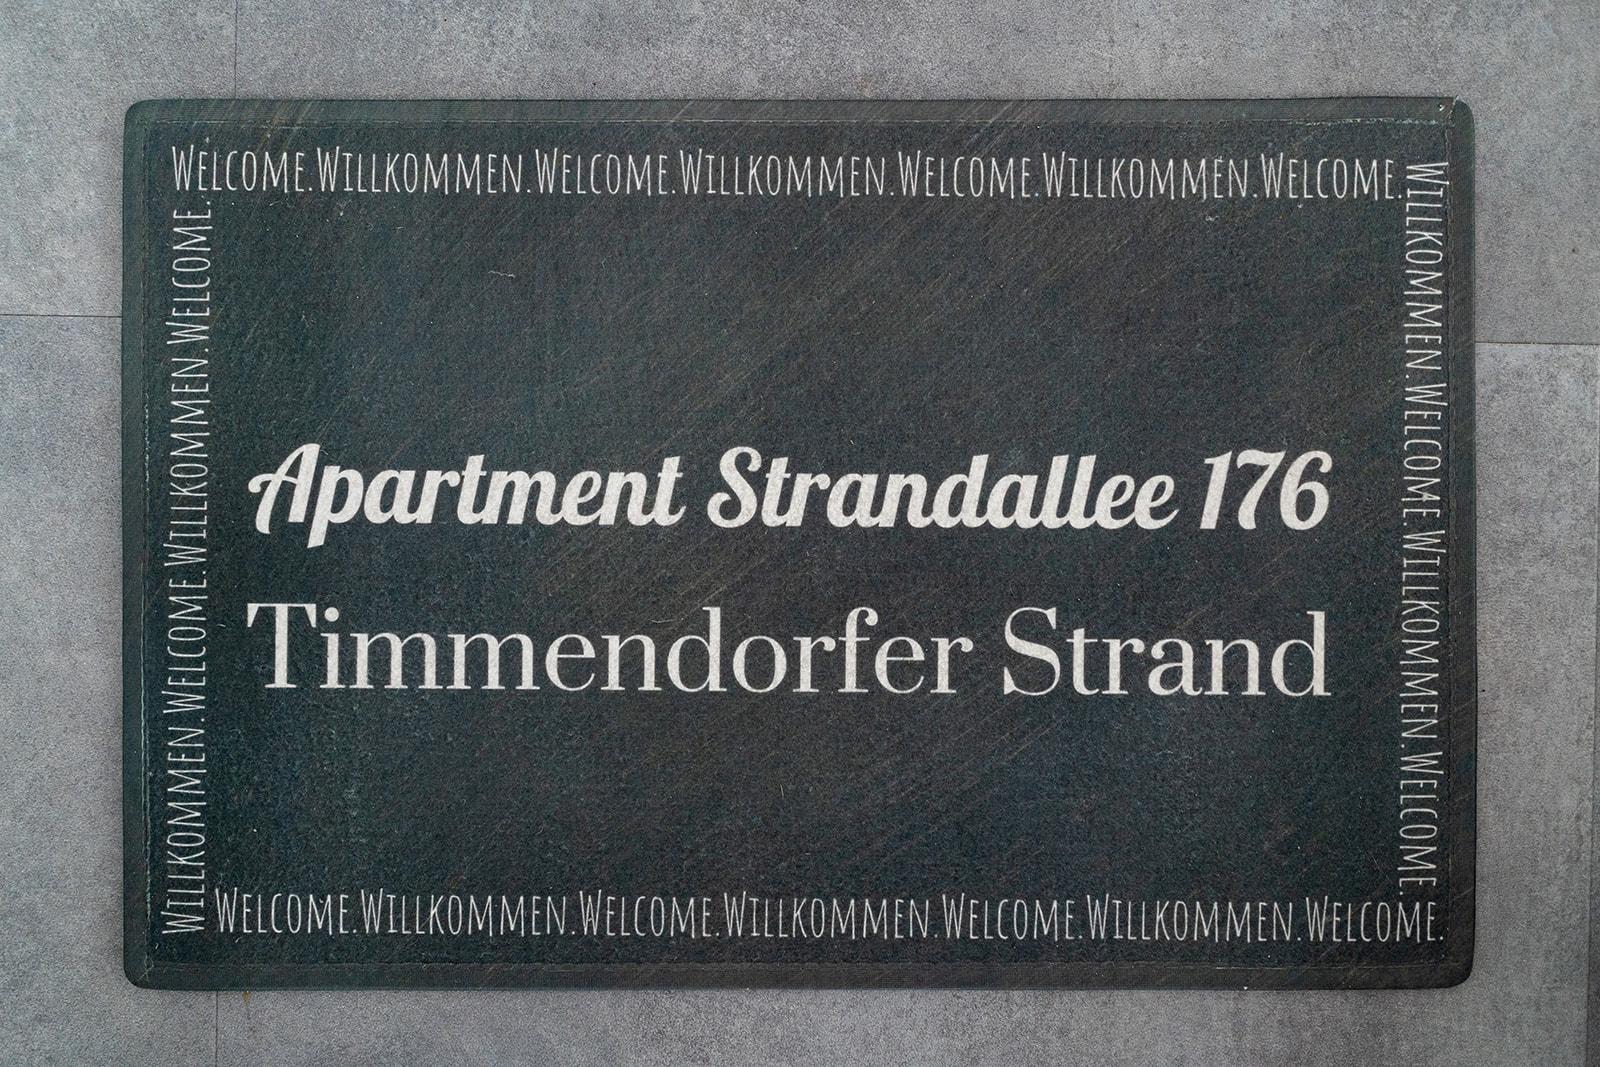 Welcome.Willkommen.Welcome.Willkommen.Welcome.Willkommen.Welcome.
Willkommen.Welcome.Willkommen.Welcome.
Willkommen.Welcome.Willkommen.Welcome.
Apartment Strandallee 176
Timmendorfer Strand
Welcome.Willkommen.Welcome.Willkommen.Welcome.Willkommen.Welcome.